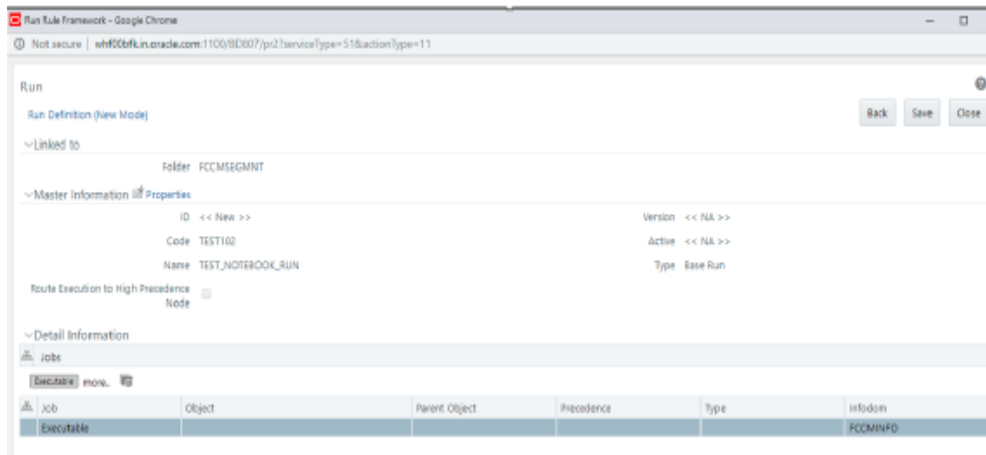 Run Rule Framework - Google Chrome
Not secure | whf00bfk.in.oracle.com:1100/BD807/pr2?serviceType=51&actionType=11
Run
Run Definition (New Mode)
Back Save Close
Linked to
Folder FCCMSEGMNT
Master Information Properties
ID << New >> Version << NA >>
Code TEST102 Active << NA >>
Name TEST_NOTEBOOK_RUN Type Base Run
Route Execution to High Precedence
Node
Detail Information
Jobs
Executable more..
Job Object Parent Object Precedence Type Infodom
Executable FCCMINFO